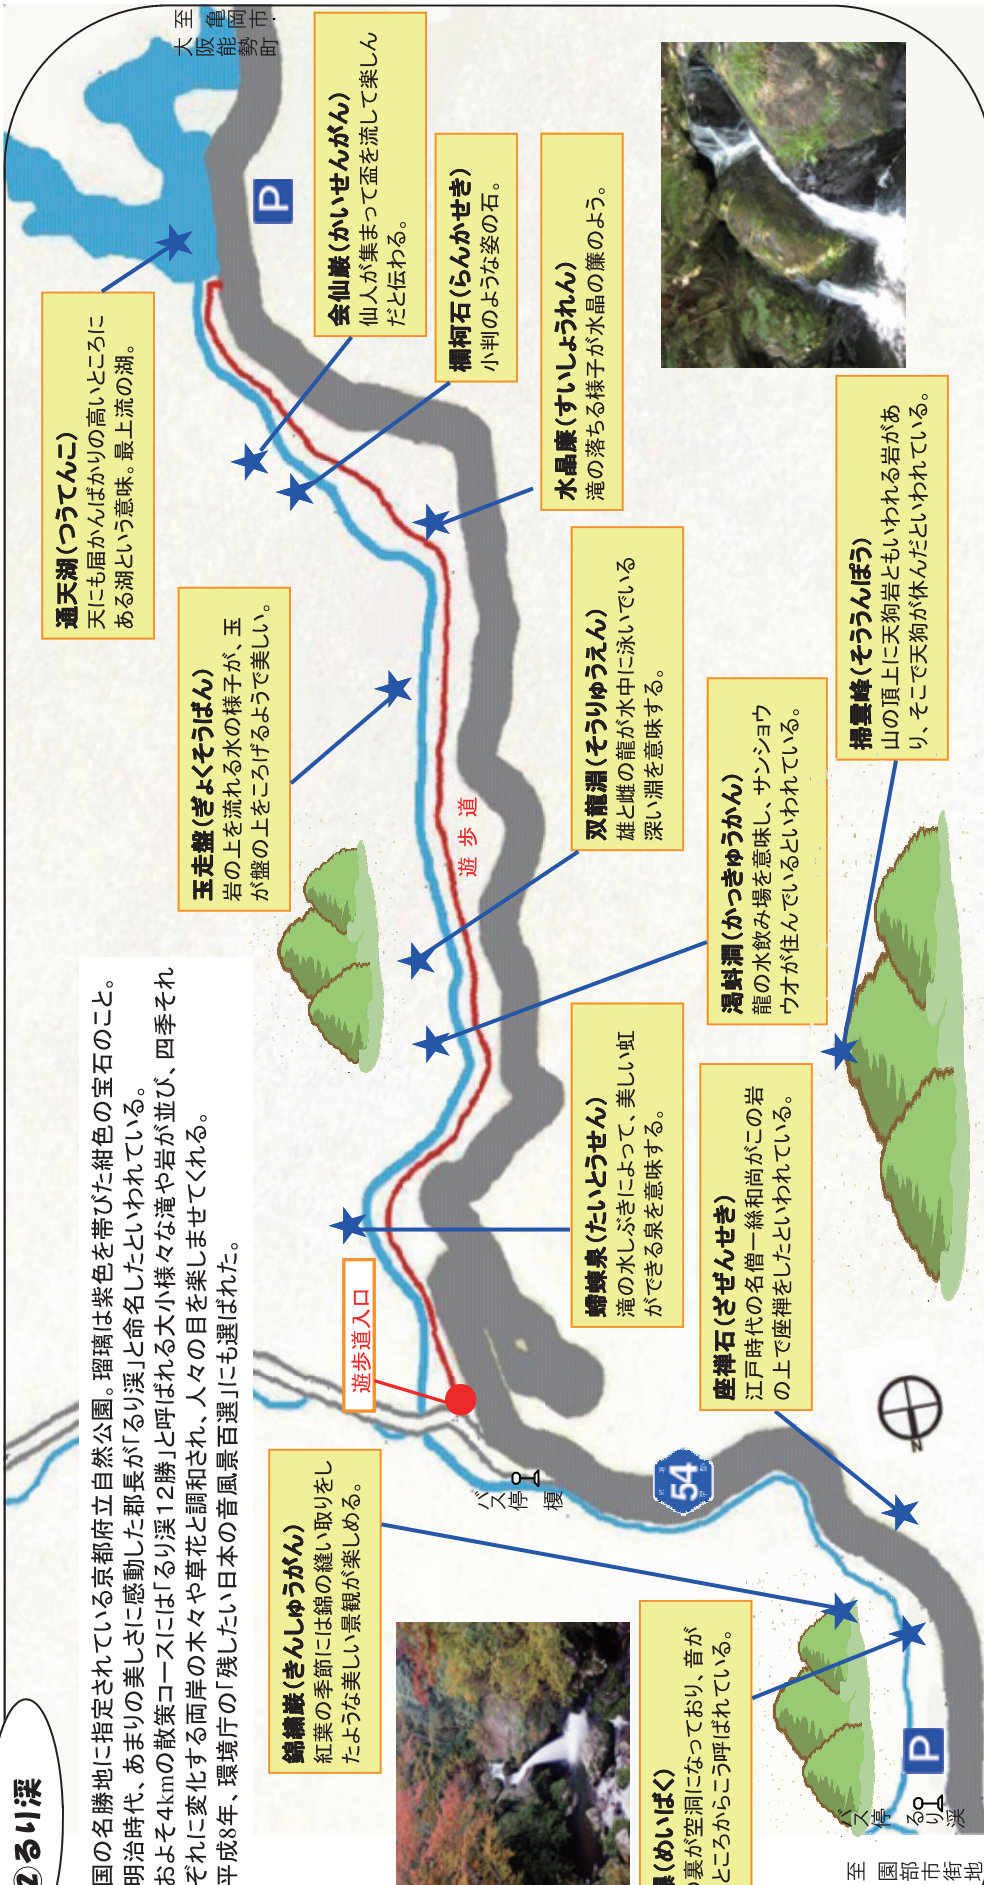 ②るり渓
国の名勝地に指定されている京都府立自然公園。瑠璃は紫色を帯びた紺色の宝石のこと。
明治時代、あまりの美しさに感動した郡長が「るり渓」と命名したといわれている。
およそ4kmの散策コースには「るり渓12勝」と呼ばれる大小様々な滝や岩が並び、四季それ
ぞれに変化する両岸の木々や草花と調和され、人々の目を楽しませてくれる。
平成8年、環境庁の「残したい日本の音風景百選」にも選ばれた。
通天湖(つうてんこ)
天にも届かんばかりの高いところに
ある湖という意味。最上流の湖。
玉走盤(ぎょくそうばん)
岩の上を流れる水の様子が、玉
が盤の上をころげるようで美しい。
至 亀岡市・
大阪能勢町
P
会仙巌(かいせんがん)
仙人が集まって盃を流して楽しん
だと伝わる。
欄柯石(らんかせき)
小判のような姿の石。
水晶簾(すいしょうれん)
滝の落ちる様子が水晶の簾のよう。
遊歩道
双龍淵(そうりゅうえん)
雄と雌の龍が水中に泳いでいる
深い淵を意味する。
渇虯澗(かっきゅうかん)
龍の水飲み場を意味し、サンショウ
ウオが住んでいるといわれている。
掃雲峰(そううんぽう)
山の頂上に天狗岩ともいわれる岩があ
り、そこで天狗が休んだといわれている。
螮蝀泉(たいとうせん)
滝の水しぶきによって、美しい虹
ができる泉を意味する。
座禅石(ざぜんせき)
江戸時代の名僧一絲和尚がこの岩
の上で座禅をしたといわれている。
遊歩道入口
錦繍巌(きんしゅうがん)
紅葉の季節には錦の縫い取りをし
たような美しい景観が楽しめる。
バス停
榎
54
N
瀑(めいばく)
の裏が空洞になっており、音が
ところからこう呼ばれている。
P
バス停
るり渓
至 園部市街地